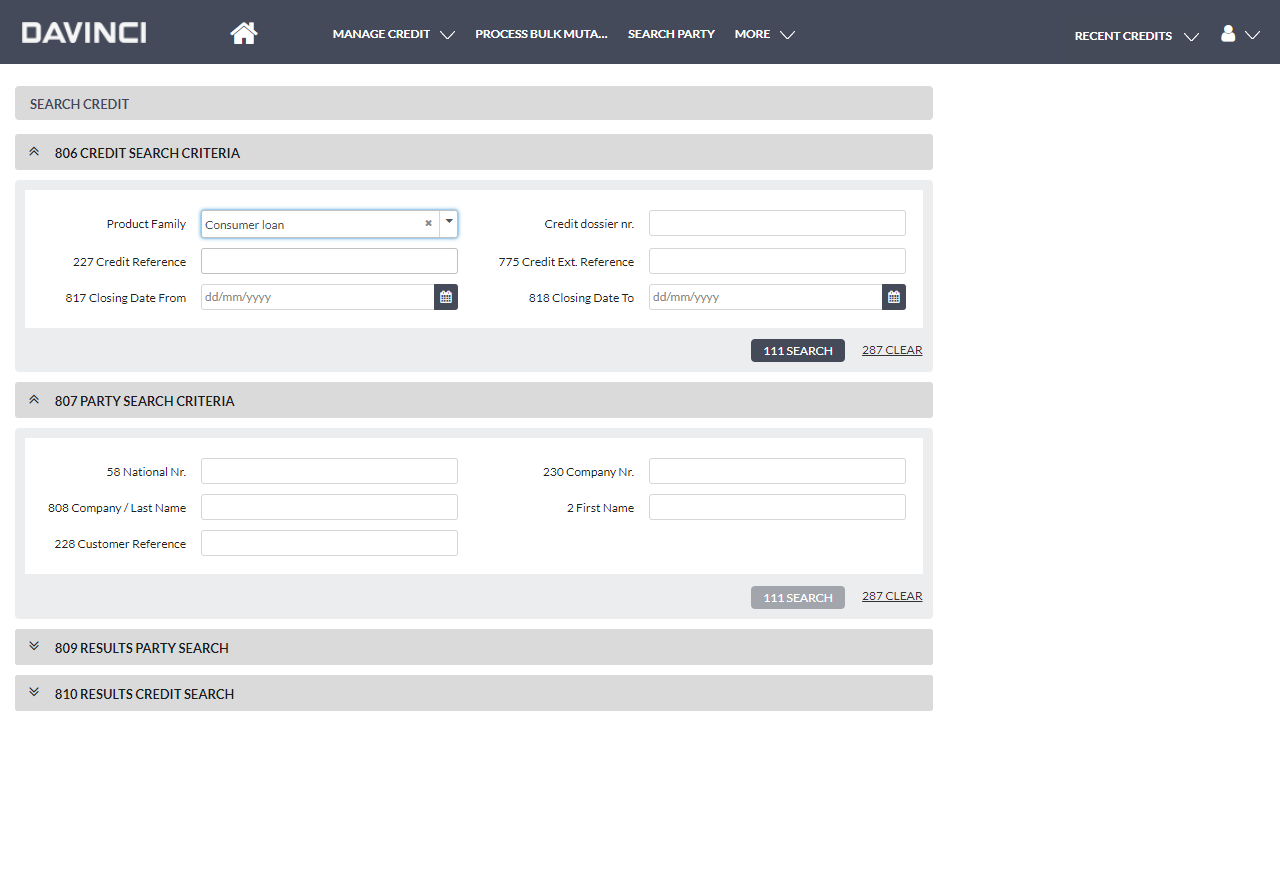 DAVINCI
MANAGE CREDIT PROCESS BULK MUTA... SEARCH PARTY MORE RECENT CREDITS
SEARCH CREDIT
806 CREDIT SEARCH CRITERIA
Product Family Consumer loan Credit dossier nr.
227 Credit Reference 775 Credit Ext. Reference
817 Closing Date From dd/mm/yyyy 818 Closing Date To dd/mm/yyyy
111 SEARCH 287 CLEAR
807 PARTY SEARCH CRITERIA
58 National Nr. 230 Company Nr.
808 Company / Last Name 2 First Name
228 Customer Reference
111 SEARCH 287 CLEAR
809 RESULTS PARTY SEARCH
810 RESULTS CREDIT SEARCH